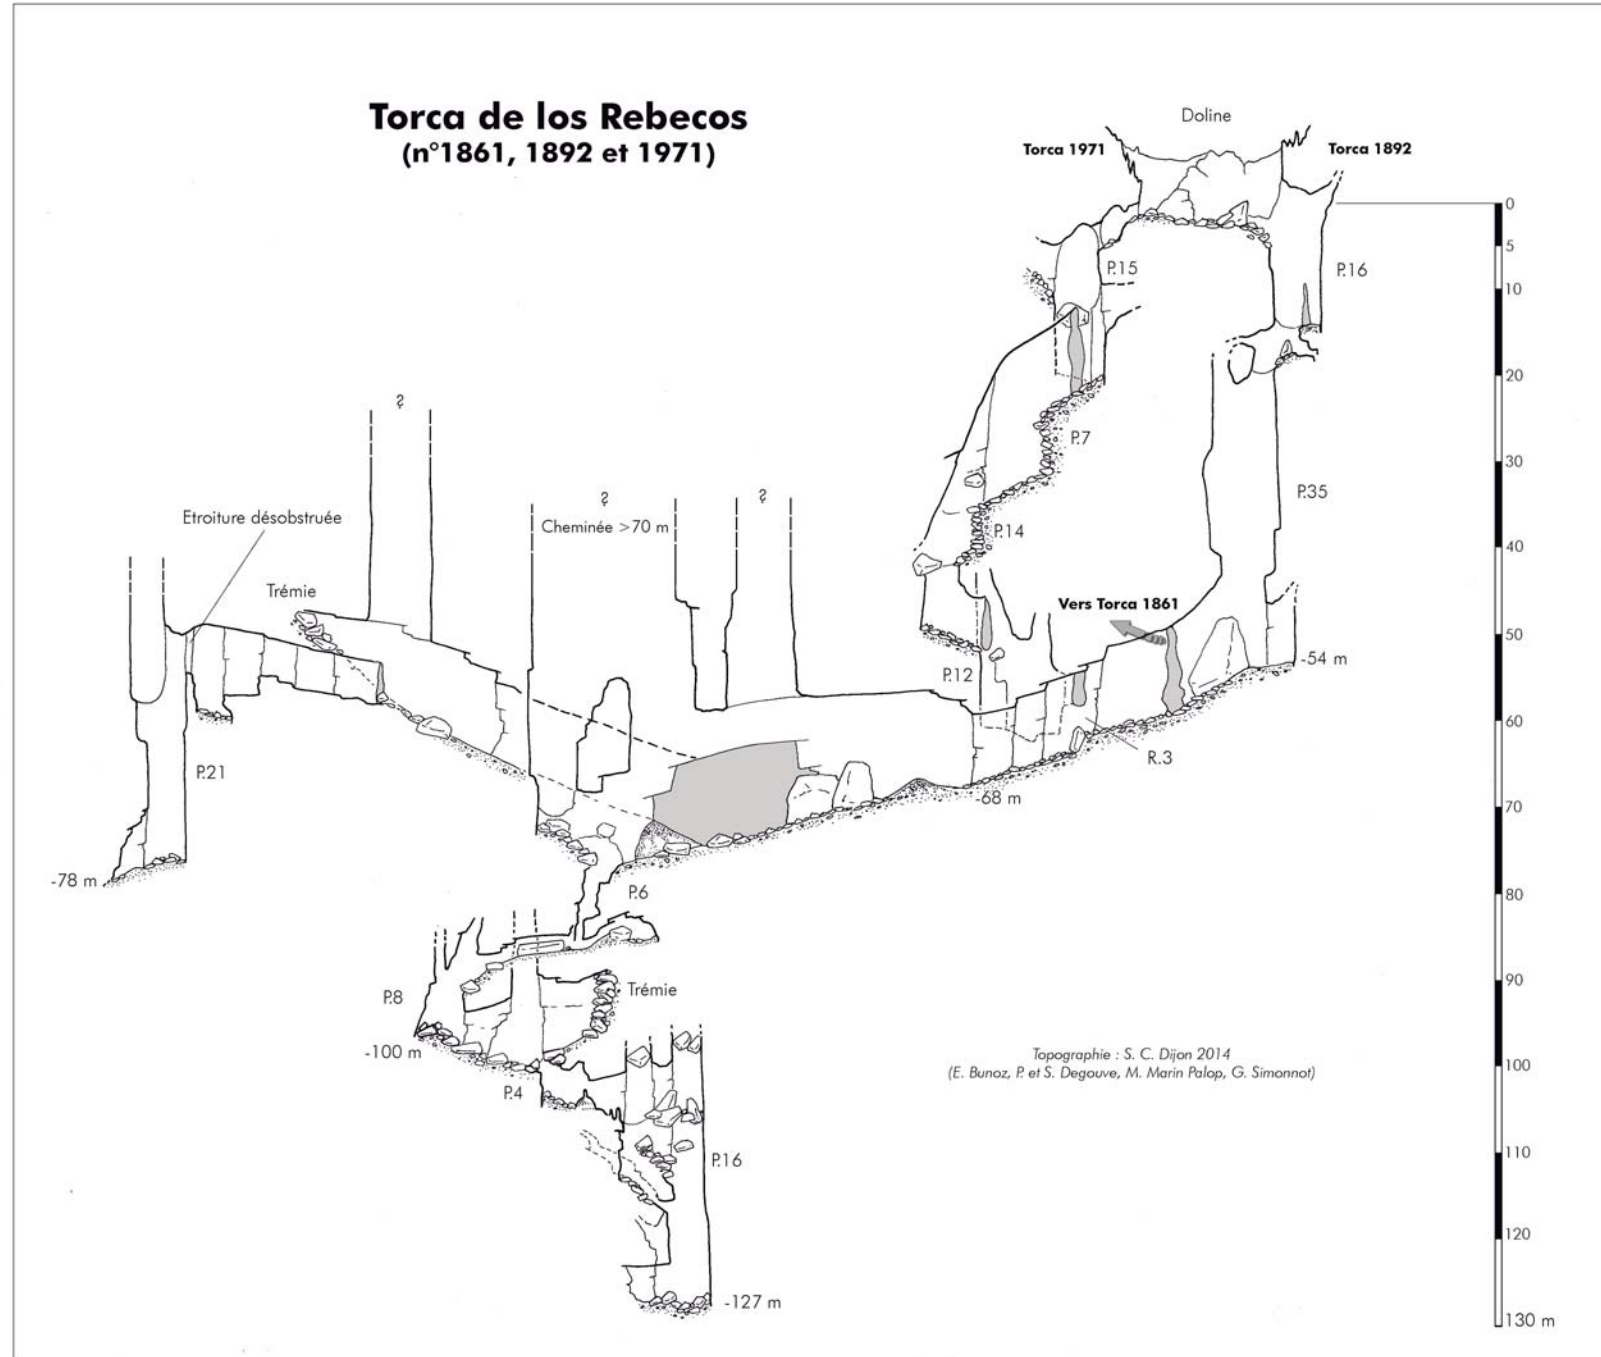 Torca de los Rebecos
(n°1861, 1892 et 1971)
Doline
Torca 1971
Torca 1892
0
5
10
20
30
40
50
60
70
80
90
100
110
120
130 m
P.15
P.16
P.7
P.35
P.14
?
?
?
Cheminée >70 m
Etroiture désobstruée
Trémie
Vers Torca 1861
-54 m
P.12
R.3
-68 m
P.21
-78 m
P.6
P.8
Trémie
-100 m
P.4
P.16
-127 m
Topographie : S. C. Dijon 2014
(E. Bunoz, P. et S. Degouve, M. Marin Palop, G. Simonnot)